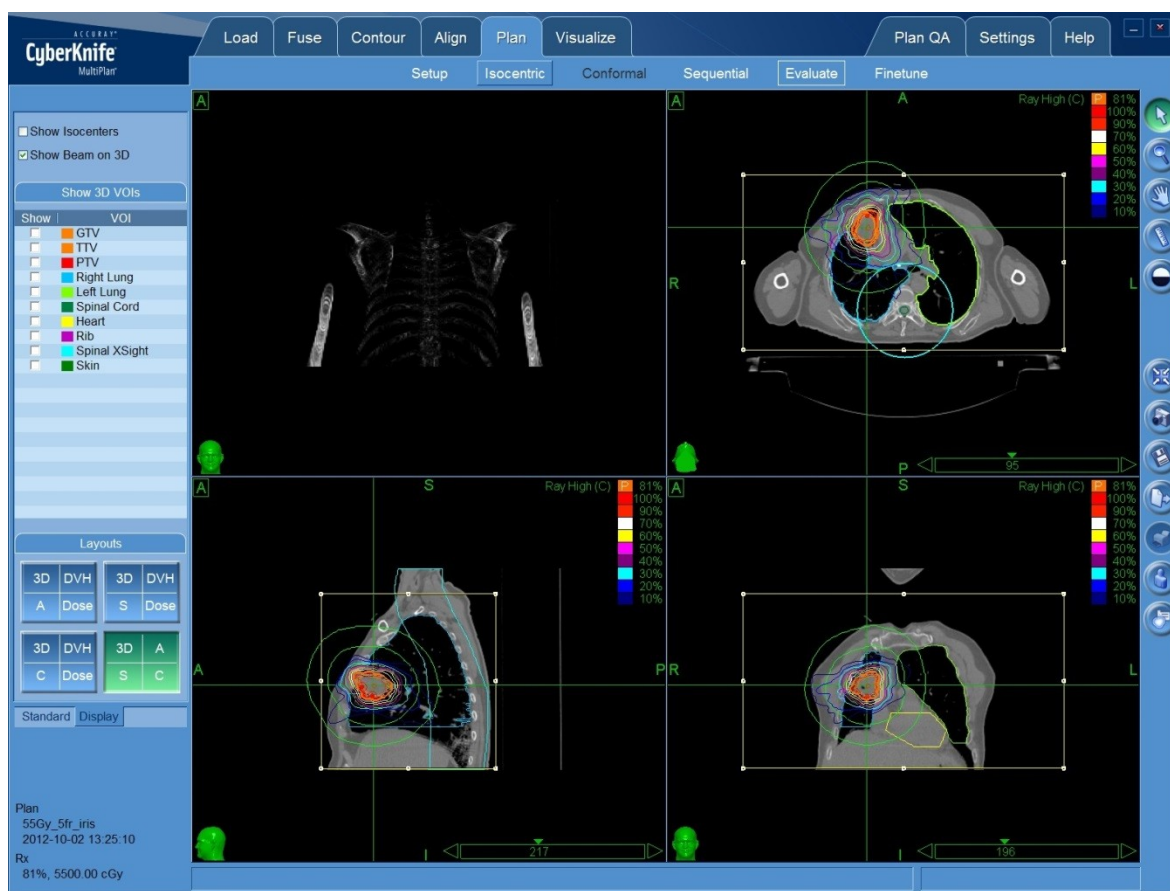 ACCURAY
CyberKnife
MultiPlan
Load Fuse Contour Align Plan Visualize Plan QA Settings Help
Setup Isocentric Conformal Sequential Evaluate Finetune
Show Isocenters
Show Beam on 3D
Show 3D VOIs
Show VOI
GTV
TTV
PTV
Right Lung
Left Lung
Spinal Cord
Heart
Rib
Spinal XSight
Skin
Layouts
3D DVH
A Dose
3D DVH
S Dose
3D DVH
C Dose
3D A
S C
Standard Display
Plan
55Gy_5fr_iris
2012-10-02 13:25:10
Rx
81%, 5500.00 cGy
A
A A Ray High (C) P 81%
100%
90%
70%
60%
50%
40%
30%
20%
10%
R L
P 95
A S Ray High (C) P 81%
100%
90%
70%
60%
50%
40%
30%
20%
10%
A P
I 217
A S Ray High (C) P 81%
100%
90%
70%
60%
50%
40%
30%
20%
10%
R L
I 196